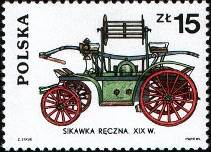 POLSKA
ZŁ 15
SIKAWKA RĘCZNA. XIX W.